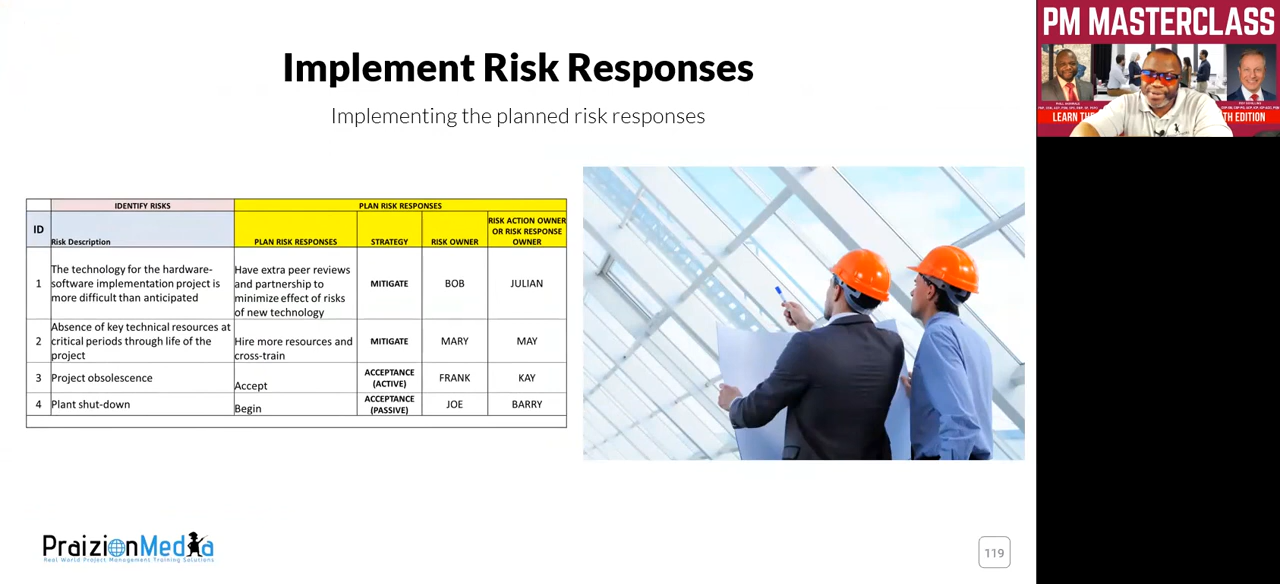 Implement Risk Responses
Implementing the planned risk responses
IDENTIFY RISKS
PLAN RISK RESPONSES
ID
Risk Description
PLAN RISK RESPONSES
STRATEGY
RISK OWNER
RISK ACTION OWNER
OR RISK RESPONSE
OWNER
1
The technology for the hardware-
software implementation project is
more difficult than anticipated
Have extra peer reviews
and partnership to
minimize effect of risks
of new technology
MITIGATE
BOB
JULIAN
2
Absence of key technical resources at
critical periods through life of the
project
Hire more resources and
cross-train
MITIGATE
MARY
MAY
3
Project obsolescence
Accept
ACCEPTANCE
(ACTIVE)
FRANK
KAY
4
Plant shut-down
Begin
ACCEPTANCE
(PASSIVE)
JOE
BARRY
PraizionMedia
Real World Project Management Training Solutions
119
PM MASTERCLASS
LEARN TH
TH EDITION